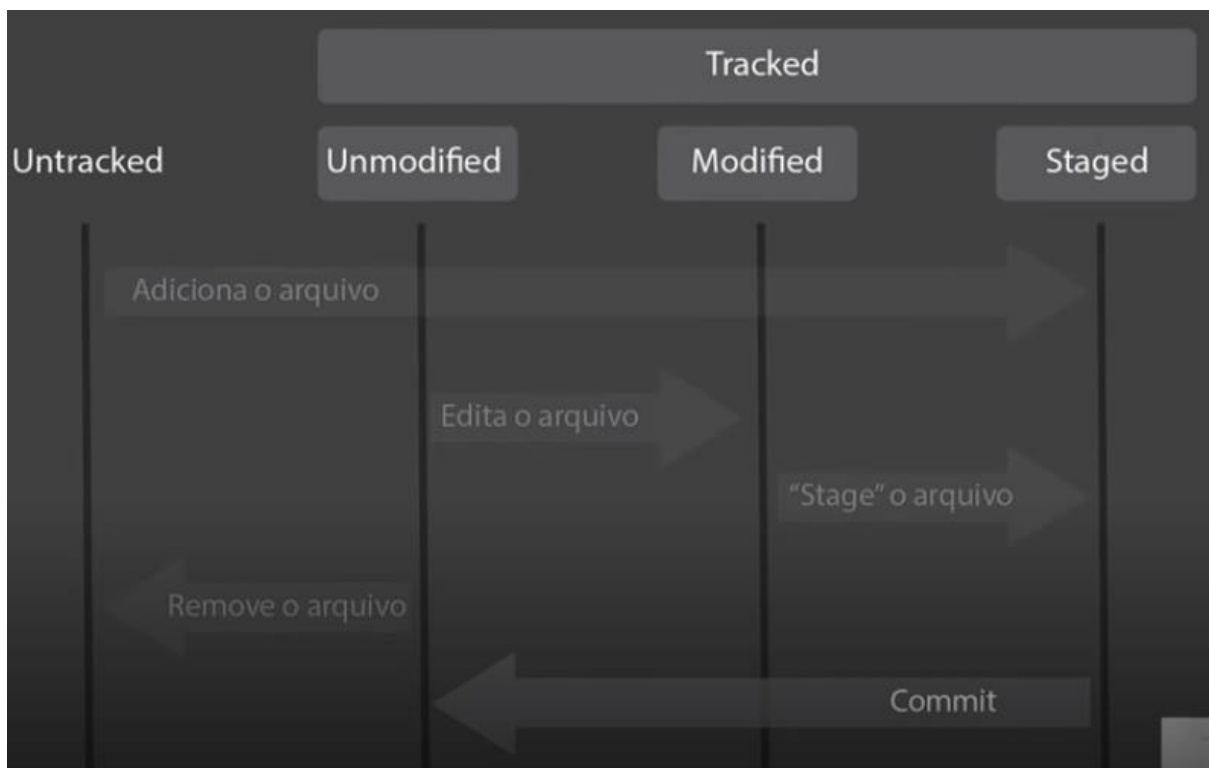 Tracked
Untracked
Unmodified
Modified
Staged
Adiciona o arquivo
Edita o arquivo
“Stage” o arquivo
Remove o arquivo
Commit